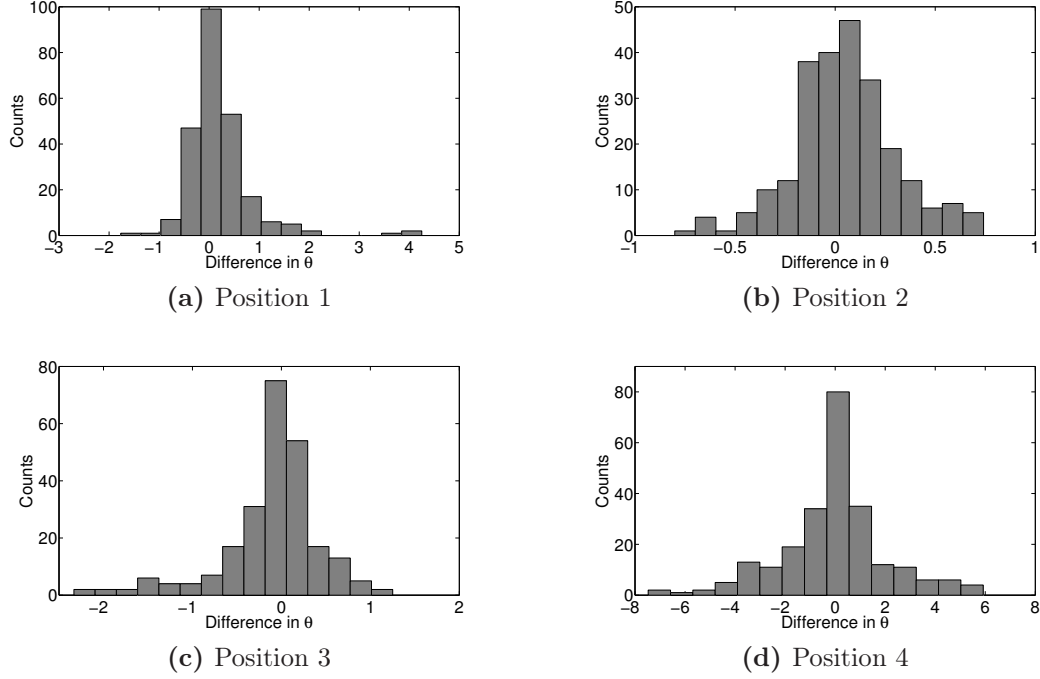 100
80
60
40
20
0
Counts
−3 −2 −1 0 1 2 3 4 5
Difference in θ
(a) Position 1
50
40
30
20
10
0
Counts
−1 −0.5 0 0.5 1
Difference in θ
(b) Position 2
80
60
40
20
0
Counts
−2 −1 0 1 2
Difference in θ
(c) Position 3
80
60
40
20
0
Counts
−8 −6 −4 −2 0 2 4 6 8
Difference in θ
(d) Position 4